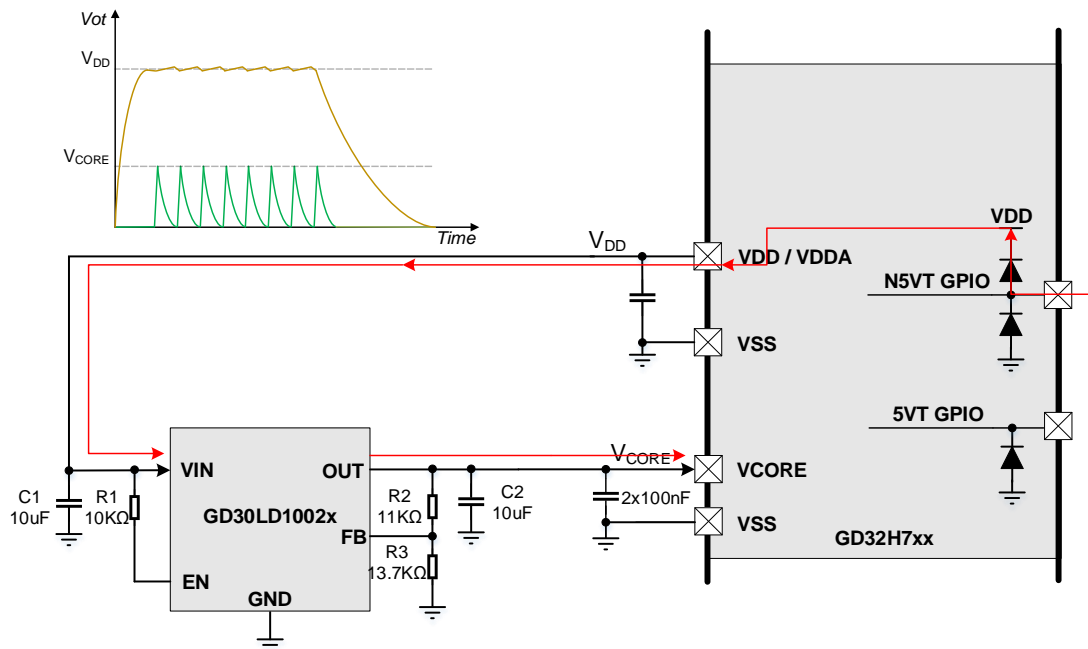 Vot
VDD
VCORE
Time
VDD
VDD
VDD / VDDA
N5VT GPIO
VSS
5VT GPIO
VCORE
VIN
OUT
VCORE
C1
10uF
R1
10KΩ
R2
11KΩ
C2
10uF
2x100nF
GD30LD1002x
FB
VSS
R3
13.7KΩ
GD32H7xx
EN
GND